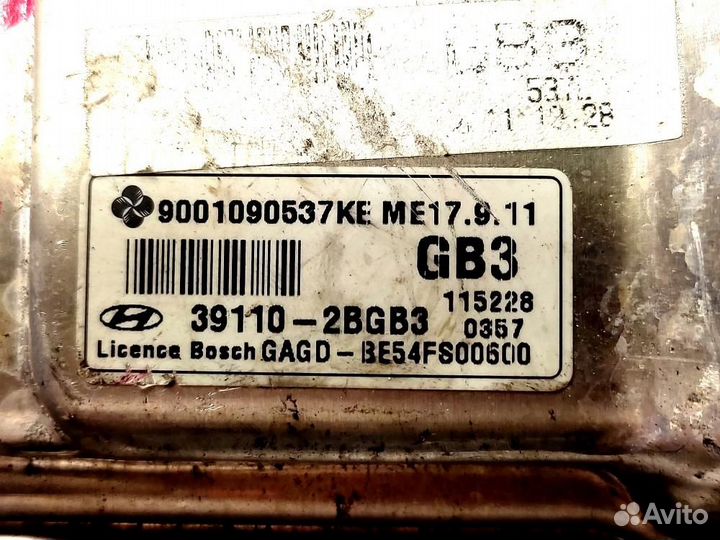 9001090537KE ME17.9.11
GB3
115228
39110-2BGB3 0357
Licence Bosch GAGD-BE54FS00600
Avito